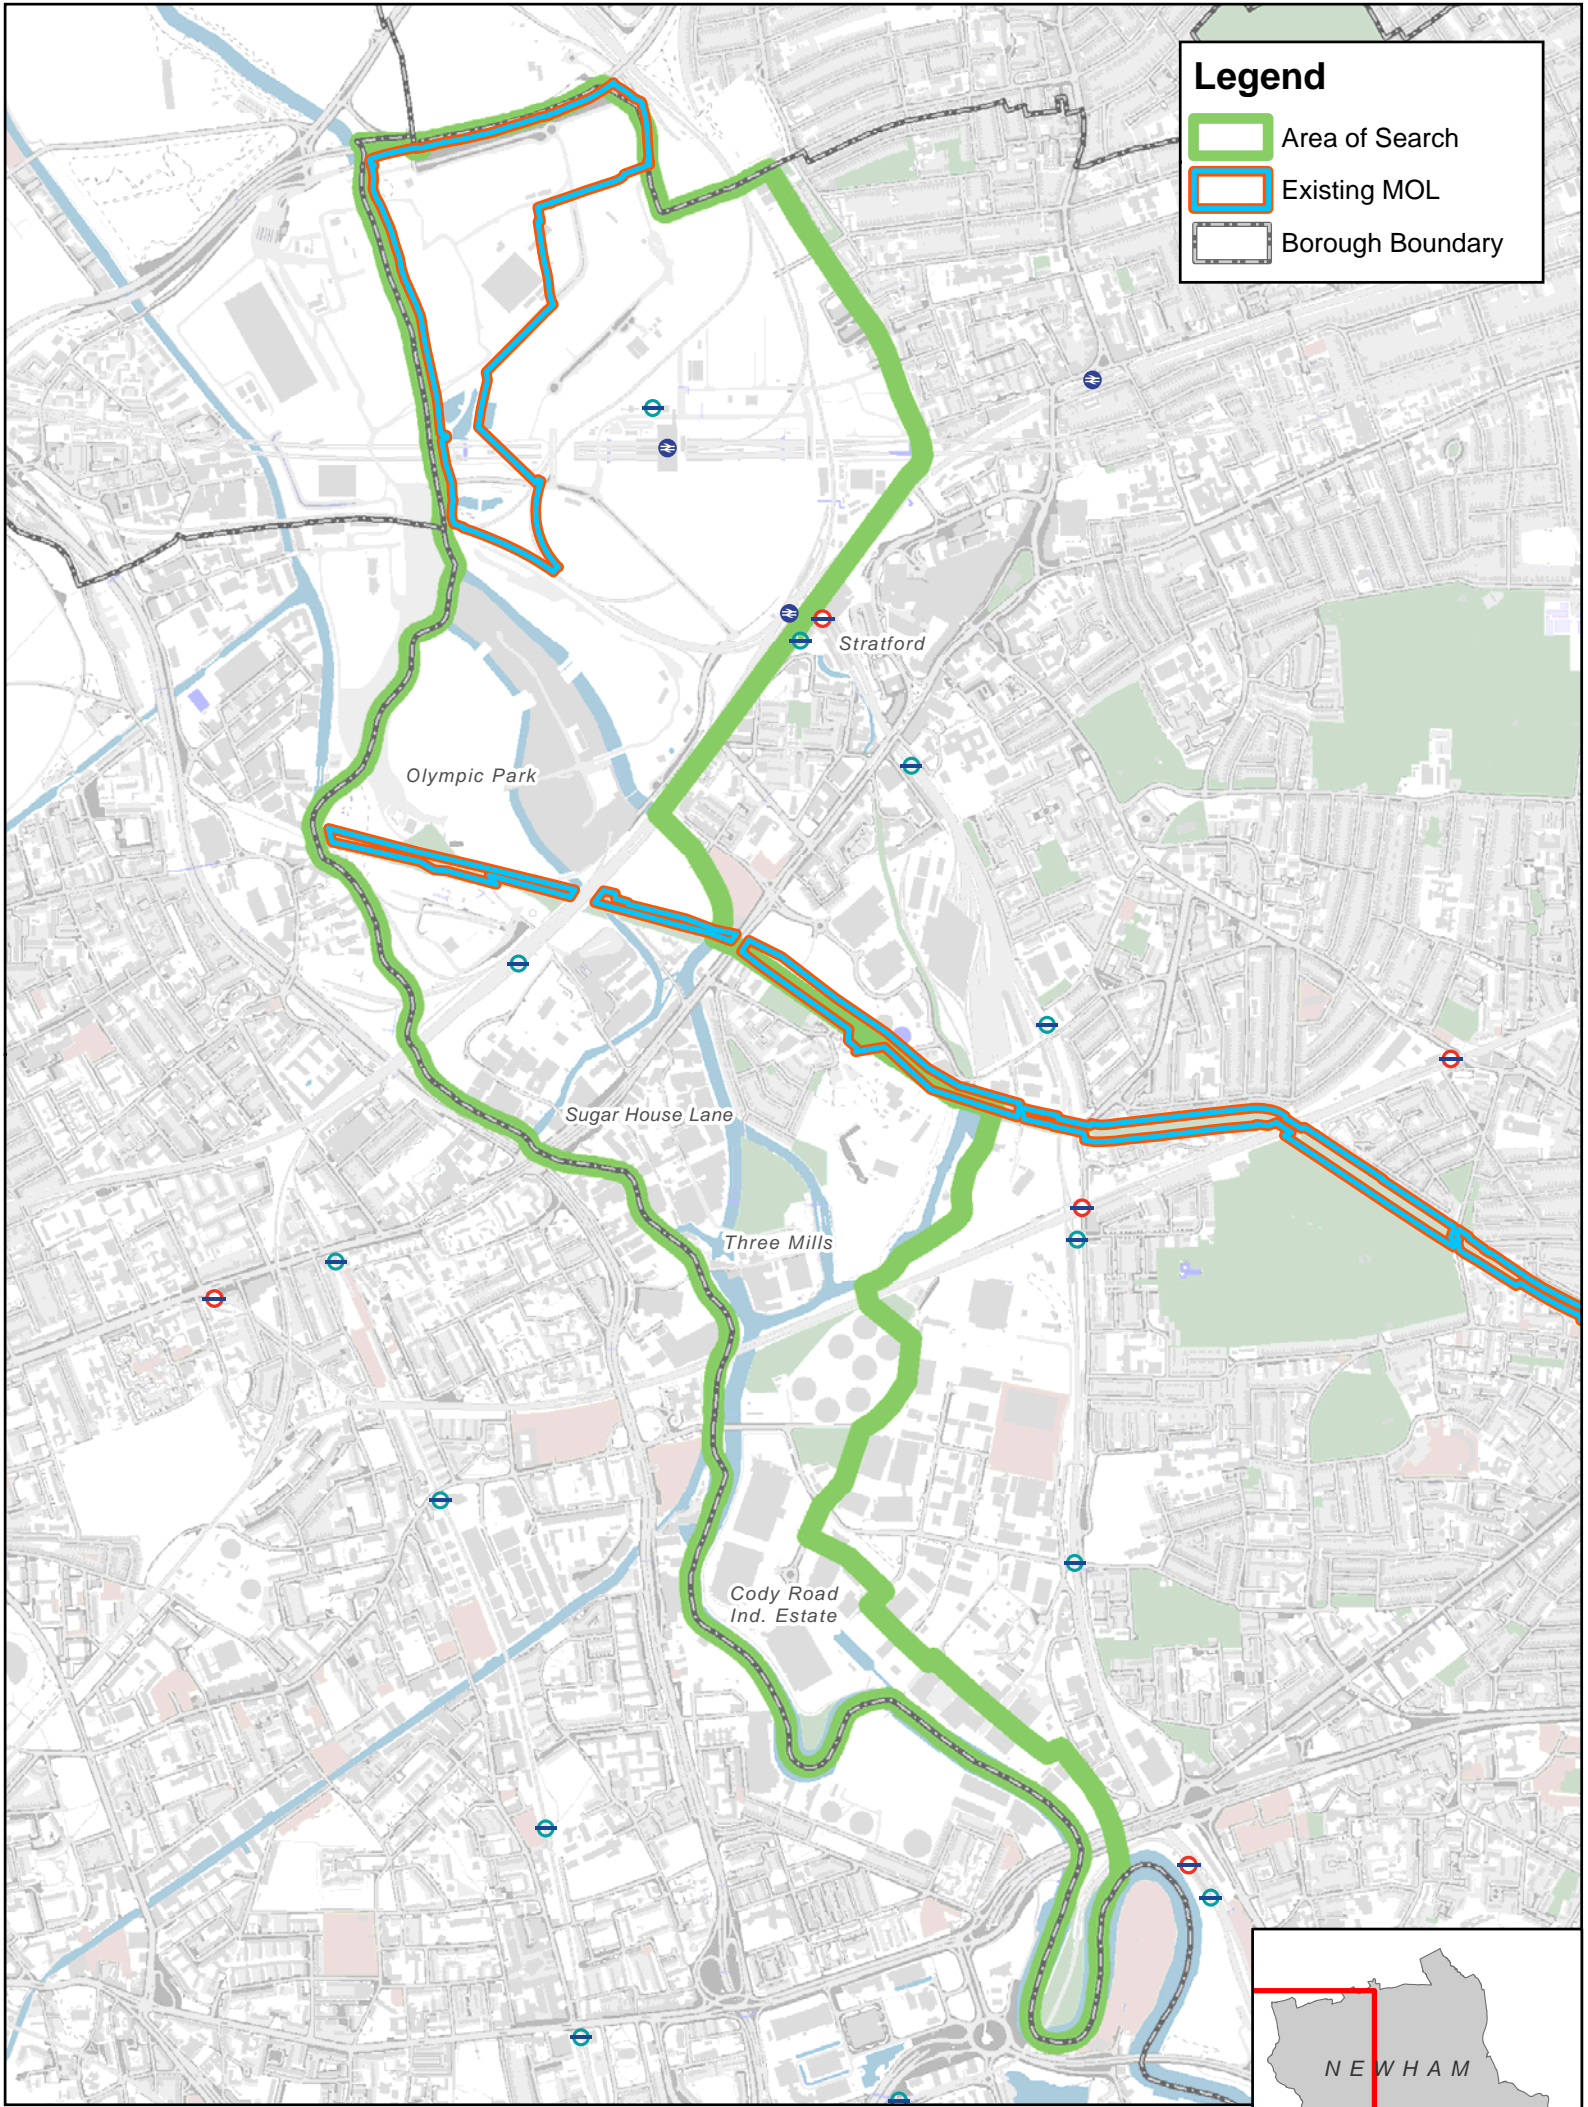 Legend
Area of Search
Existing MOL
Borough Boundary
Stratford
Olympic Park
Sugar House Lane
Three Mills
Cody Road
Ind. Estate
NEWHAM